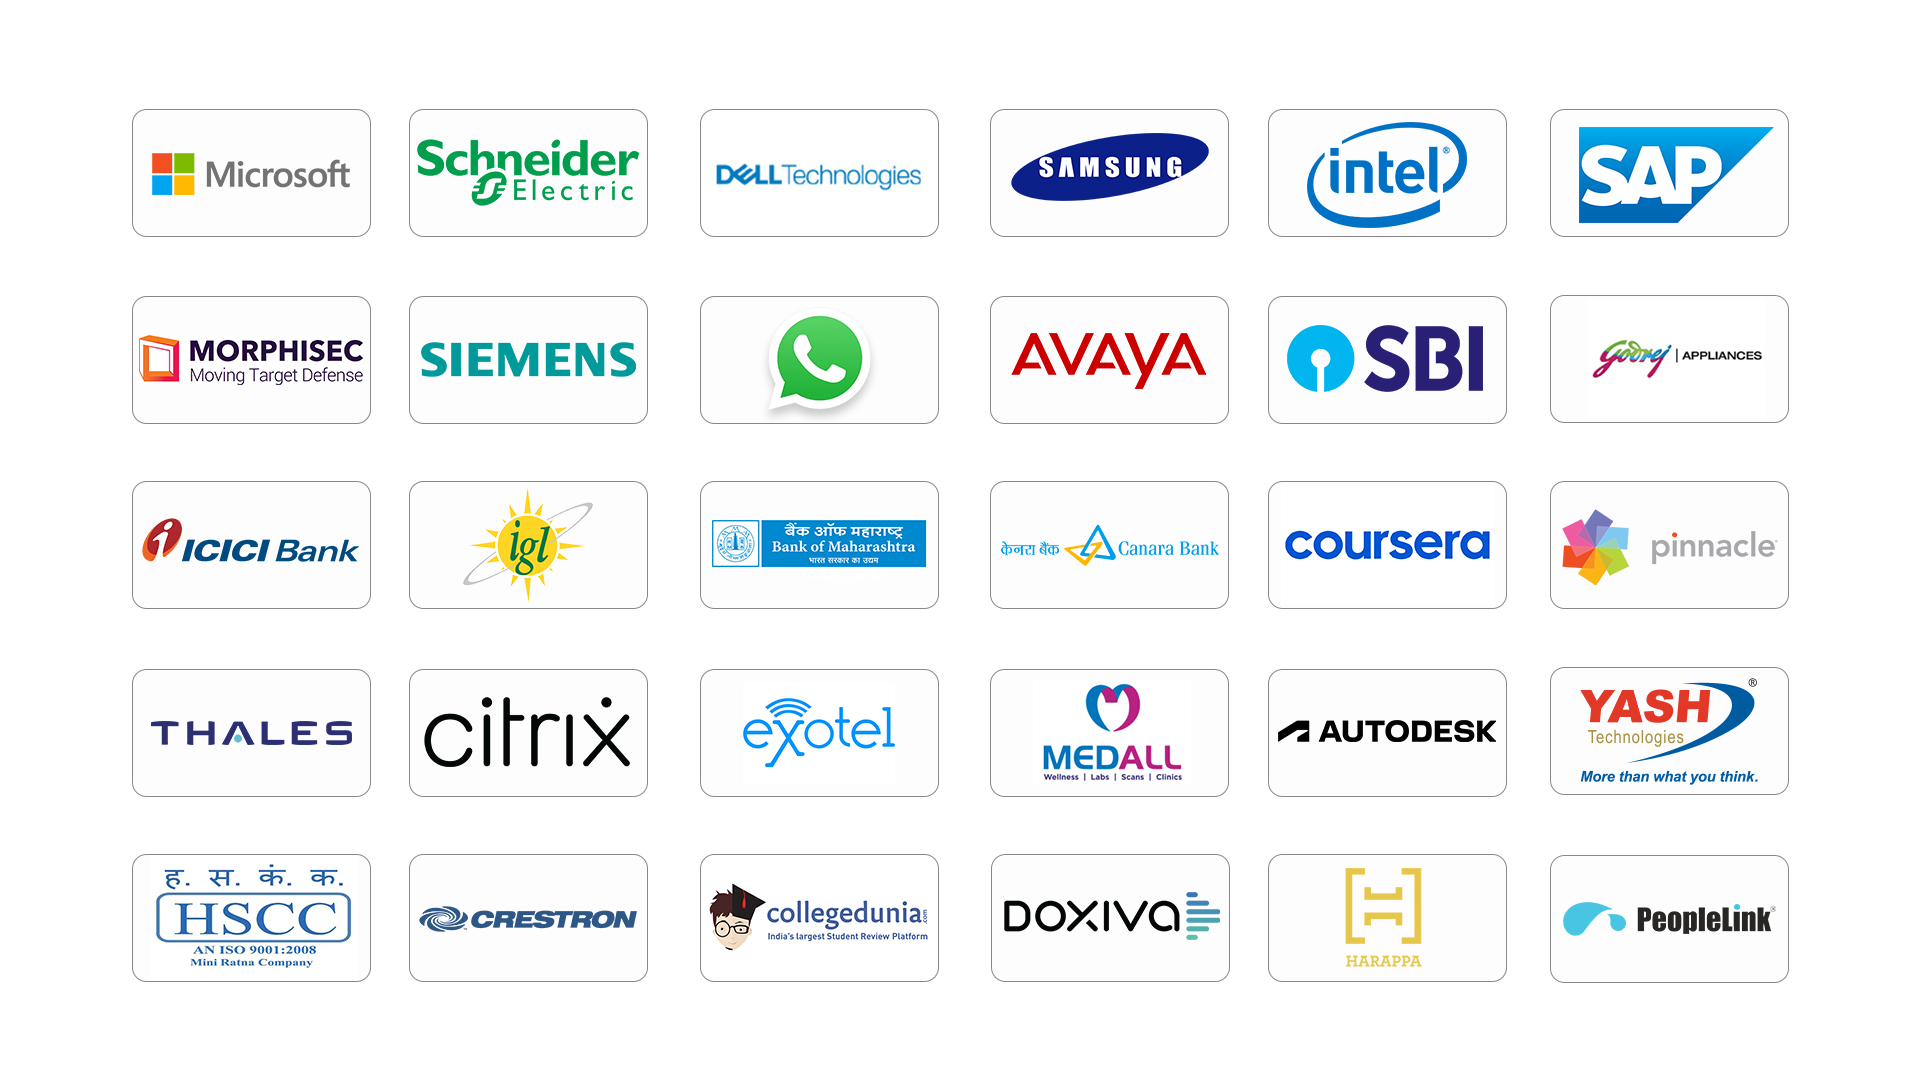 Microsoft
Schneider
Electric
DELL Technologies
SAMSUNG
intel®
SAP
MORPHISEC
Moving Target Defense
SIEMENS
AVAYA
SBI
Godrej | APPLIANCES
i ICICI Bank
igl
बैंक ऑफ महाराष्ट्र
Bank of Maharashtra
भारत सरकार का उद्यम
केनरा बैंक Canara Bank
coursera
pinnacle
THALES
citrix
exotel
MEDALL
Wellness | Labs | Scans | Clinics
AUTODESK
YASH ®
Technologies
More than what you think.
ह. स. कं. क.
HSCC
AN ISO 9001:2008
Mini Ratna Company
CRESTRON
collegedunia.com
India's largest Student Review Platform
DOXIVA
H
HARAPPA
PeopleLink®